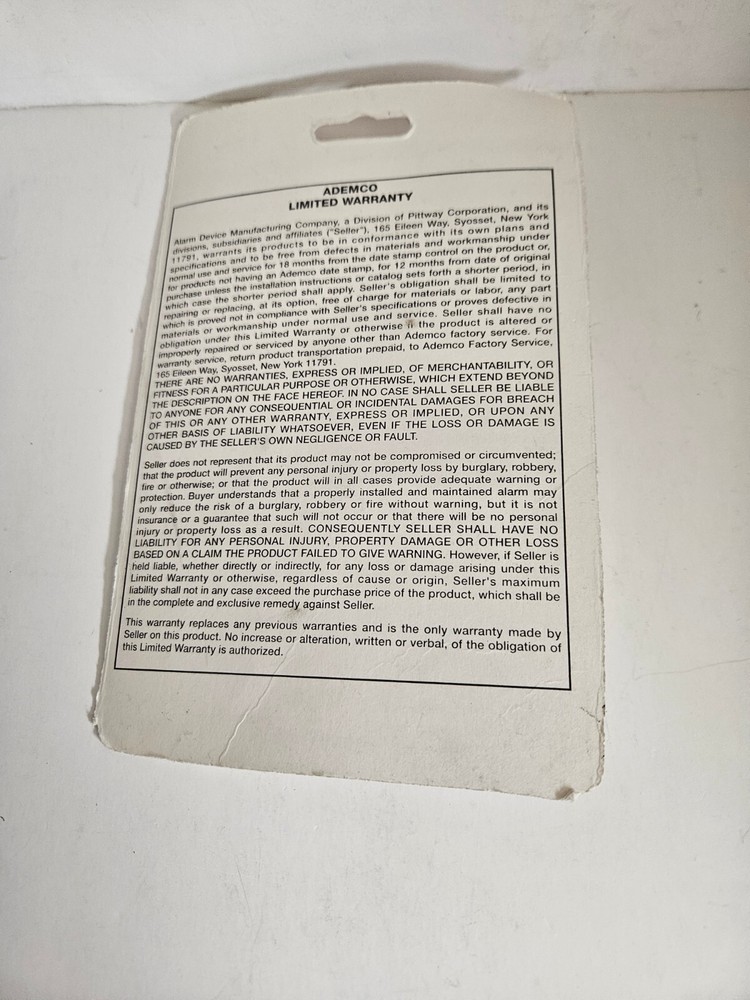 ADEMCO
LIMITED WARRANTY
Alarm Device Manufacturing Company, a Division of Pittway Corporation, and its
divisions, subsidiaries and affiliates ("Seller"), 165 Eileen Way, Syosset, New York
11791, warrants its products to be in conformance with its own plans and
specifications and to be free from defects in materials and workmanship under
normal use and service for 18 months from the date stamp control on the product or,
for products not having an Ademco date stamp, for 12 months from date of original
purchase unless the installation instructions or catalog sets forth a shorter period, in
which case the shorter period shall apply. Seller's obligation shall be limited to
repairing or replacing, at its option, free of charge for materials or labor, any part
which is proved not in compliance with Seller's specifications or proves defective in
materials or workmanship under normal use and service. Seller shall have no
obligation under this Limited Warranty or otherwise if the product is altered or
improperly repaired or serviced by anyone other than Ademco factory service. For
warranty service, return product transportation prepaid, to Ademco Factory Service,
165 Eileen Way, Syosset, New York 11791.
THERE ARE NO WARRANTIES, EXPRESS OR IMPLIED, OF MERCHANTABILITY, OR
FITNESS FOR A PARTICULAR PURPOSE OR OTHERWISE, WHICH EXTEND BEYOND
THE DESCRIPTION ON THE FACE HEREOF. IN NO CASE SHALL SELLER BE LIABLE
TO ANYONE FOR ANY CONSEQUENTIAL OR INCIDENTAL DAMAGES FOR BREACH
OF THIS OR ANY OTHER WARRANTY, EXPRESS OR IMPLIED, OR UPON ANY
OTHER BASIS OF LIABILITY WHATSOEVER, EVEN IF THE LOSS OR DAMAGE IS
CAUSED BY THE SELLER'S OWN NEGLIGENCE OR FAULT.
Seller does not represent that its product may not be compromised or circumvented;
that the product will prevent any personal injury or property loss by burglary, robbery,
fire or otherwise; or that the product will in all cases provide adequate warning or
protection. Buyer understands that a properly installed and maintained alarm may
only reduce the risk of a burglary, robbery or fire without warning, but it is not
insurance or a guarantee that such will not occur or that there will be no personal
injury or property loss as a result. CONSEQUENTLY SELLER SHALL HAVE NO
LIABILITY FOR ANY PERSONAL INJURY, PROPERTY DAMAGE OR OTHER LOSS
BASED ON A CLAIM THE PRODUCT FAILED TO GIVE WARNING. However, if Seller is
held liable, whether directly or indirectly, for any loss or damage arising under this
Limited Warranty or otherwise, regardless of cause or origin, Seller's maximum
liability shall not in any case exceed the purchase price of the product, which shall be
in the complete and exclusive remedy against Seller.
This warranty replaces any previous warranties and is the only warranty made by
Seller on this product. No increase or alteration, written or verbal, of the obligation of
this Limited Warranty is authorized.